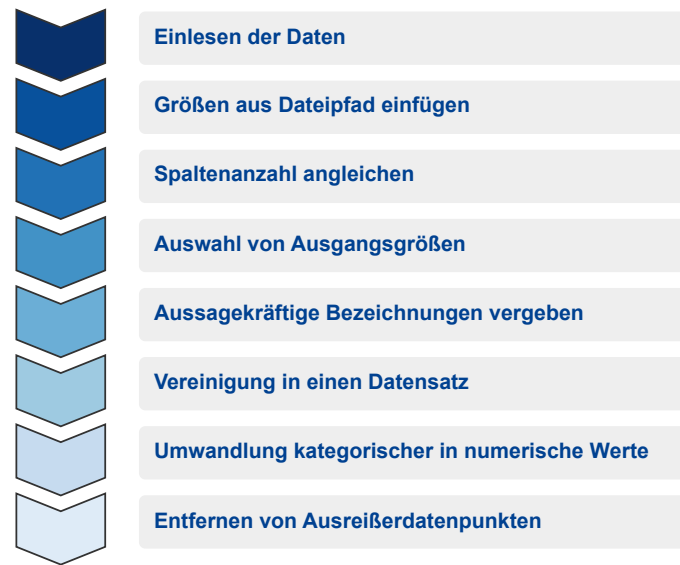 Einlesen der Daten
Größen aus Dateipfad einfügen
Spaltenanzahl angleichen
Auswahl von Ausgangsgrößen
Aussagekräftige Bezeichnungen vergeben
Vereinigung in einen Datensatz
Umwandlung kategorischer in numerische Werte
Entfernen von Ausreißerdatenpunkten